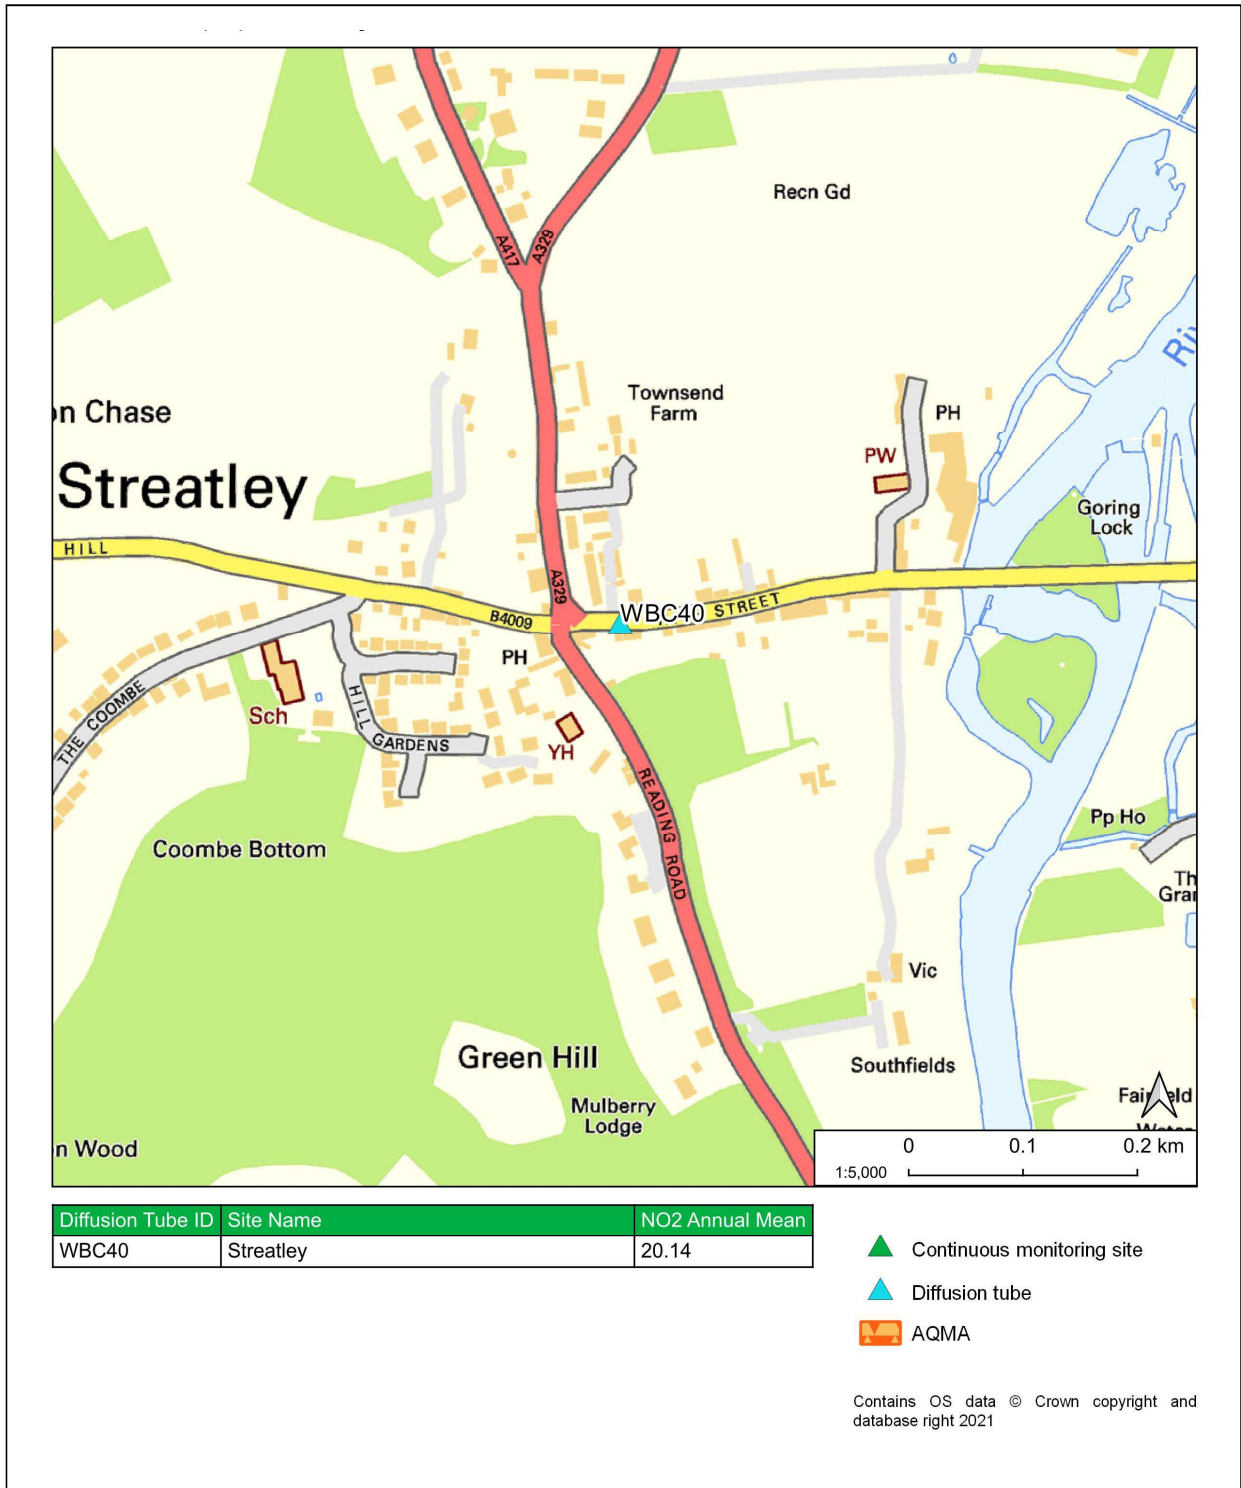 Recn Gd
A417
A329
Ri
Townsend
Farm
on Chase
PH
PW
Streatley
Goring
Lock
HILL
A329
B4009
WBC40
STREET
PH
Sch
THE COOMBE
HILL
GARDENS
YH
READING ROAD
Pp Ho
Coombe Bottom
Th
Gra
Vic
Green Hill
Southfields
Mulberry
Lodge
n Wood
0 0.1 0.2 km
1:5,000
Diffusion Tube ID Site Name NO2 Annual Mean
WBC40 Streatley 20.14
Continuous monitoring site
Diffusion tube
AQMA
Contains OS data © Crown copyright and
database right 2021